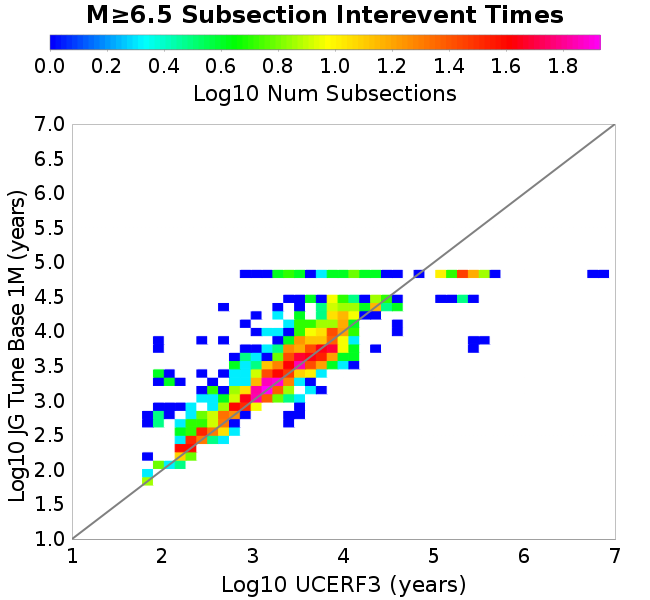 M≥6.5 Subsection Interevent Times
0.0 0.2 0.4 0.6 0.8 1.0 1.2 1.4 1.6 1.8
Log10 Num Subsections
7.0
6.5
6.0
5.5
5.0
4.5
4.0
3.5
3.0
2.5
2.0
1.5
1.0
Log10 JG Tune Base 1M (years)
1 2 3 4 5 6 7
Log10 UCERF3 (years)